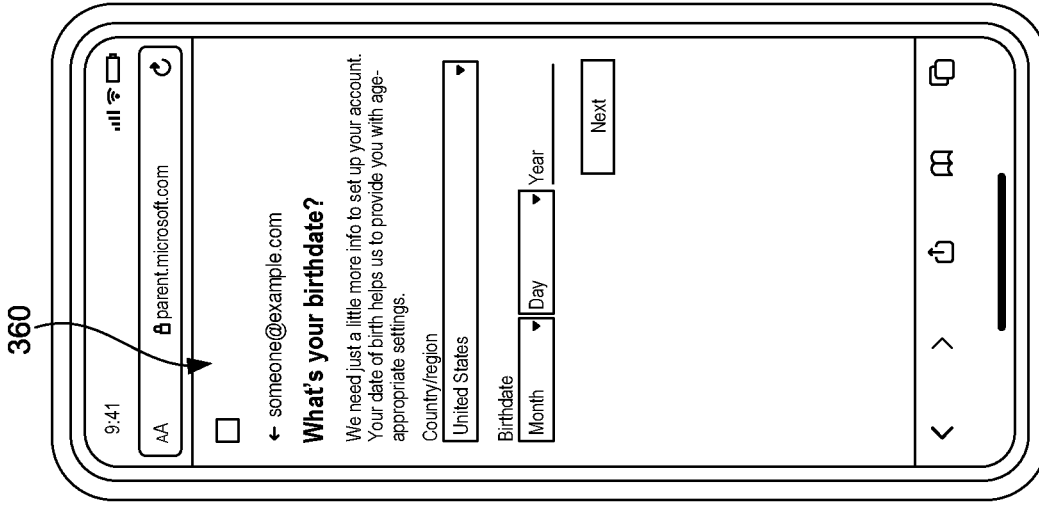 360
9:41
AA parent.microsoft.com
← someone@example.com
What's your birthdate?
We need just a little more info to set up your account.
Your date of birth helps us to provide you with age-
appropriate settings.
Country/region
United States
Birthdate
Month Day Year
Next